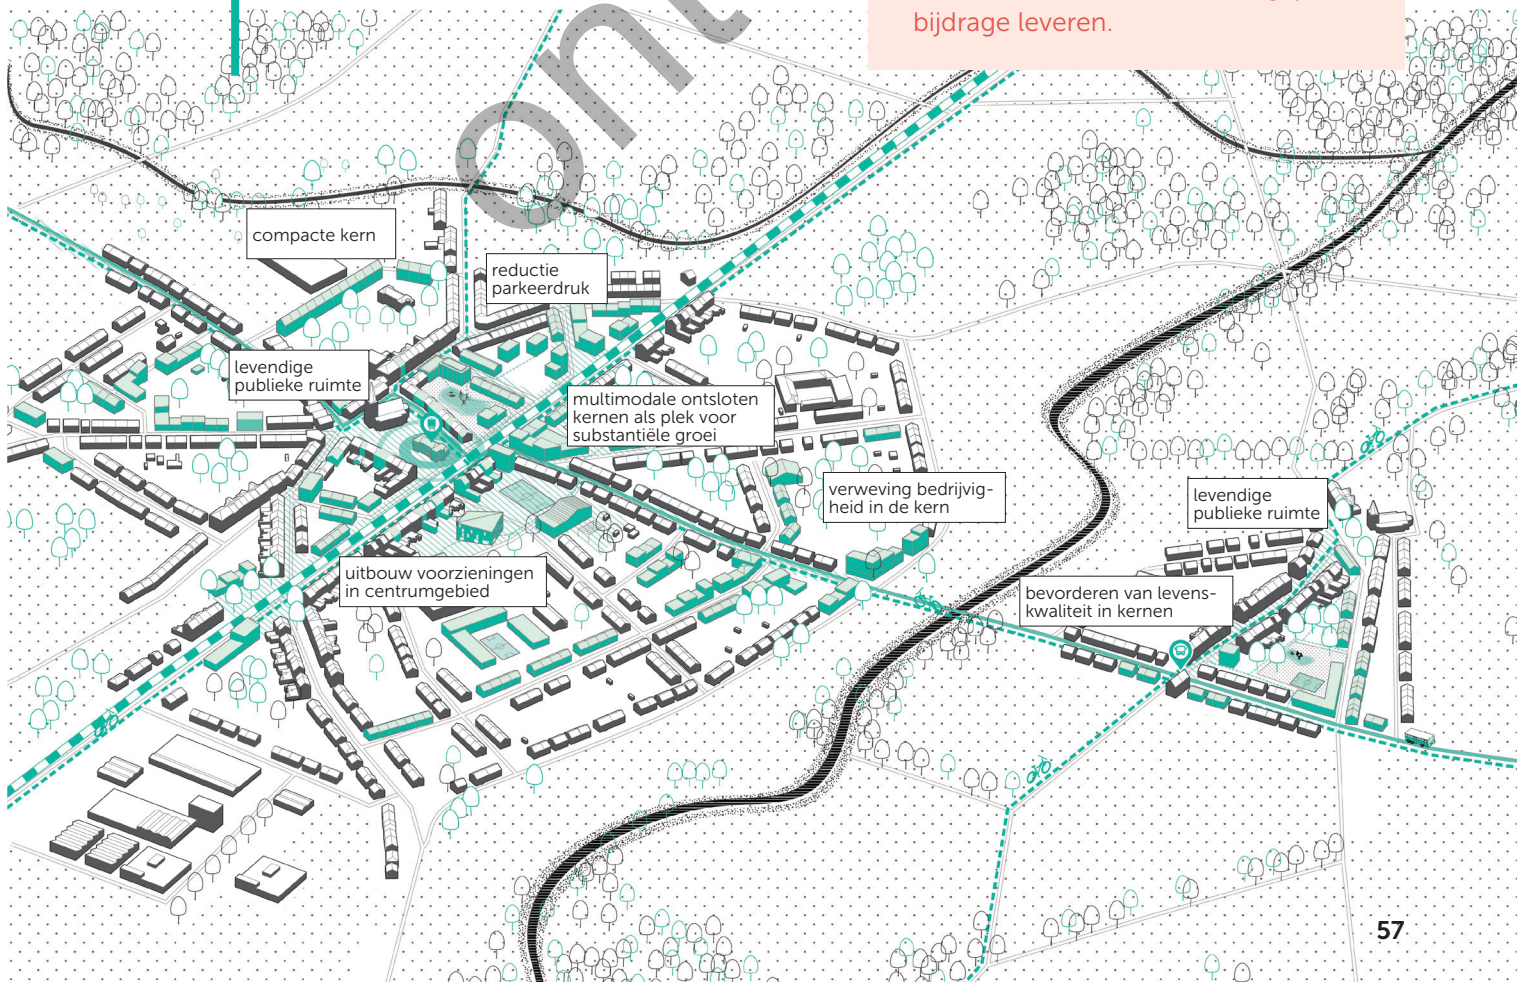 bijdrage leveren.
ont
compacte kern
reductie
parkeerdruk
levendige
publieke ruimte
multimodale ontsloten
kernen als plek voor
substantiële groei
verweving bedrijvig-
heid in de kern
levendige
publieke ruimte
uitbouw voorzieningen
in centrumgebied
bevorderen van levens-
kwaliteit in kernen
57